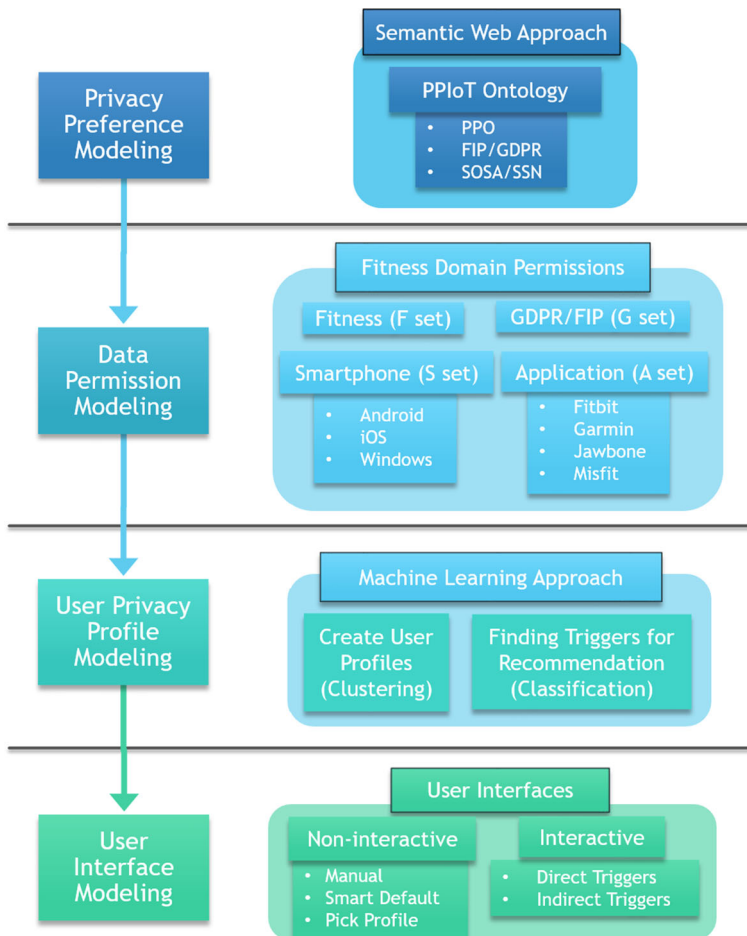 Semantic Web Approach
Privacy
Preference
Modeling
PPIoT Ontology
• PPO
• FIP/GDPR
• SOSA/SSN
Fitness Domain Permissions
Fitness (F set)
GDPR/FIP (G set)
Data
Permission
Modeling
Smartphone (S set)
• Android
• iOS
• Windows
Application (A set)
• Fitbit
• Garmin
• Jawbone
• Misfit
Machine Learning Approach
User Privacy
Profile
Modeling
Create User
Profiles
(Clustering)
Finding Triggers for
Recommendation
(Classification)
User Interfaces
User
Interface
Modeling
Non-interactive
• Manual
• Smart Default
• Pick Profile
Interactive
• Direct Triggers
• Indirect Triggers